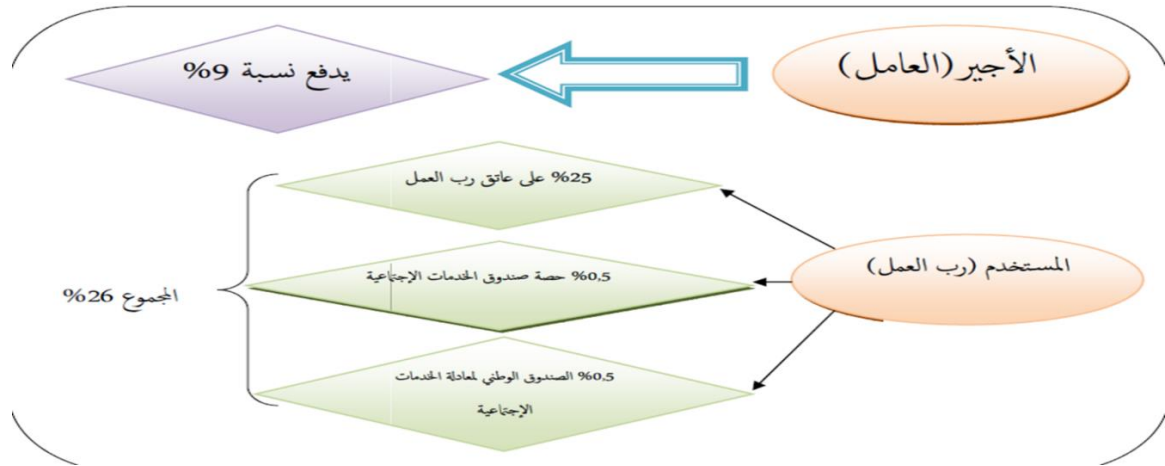 الأجير (العامل)
يدفع نسبة 9%
25% على عاتق رب العمل
0,5% حصة صندوق الخدمات الإجتماعية
المستخدم (رب العمل)
المجموع 26%
0,5% الصندوق الوطني لمعادلة الخدمات
الإجتماعية